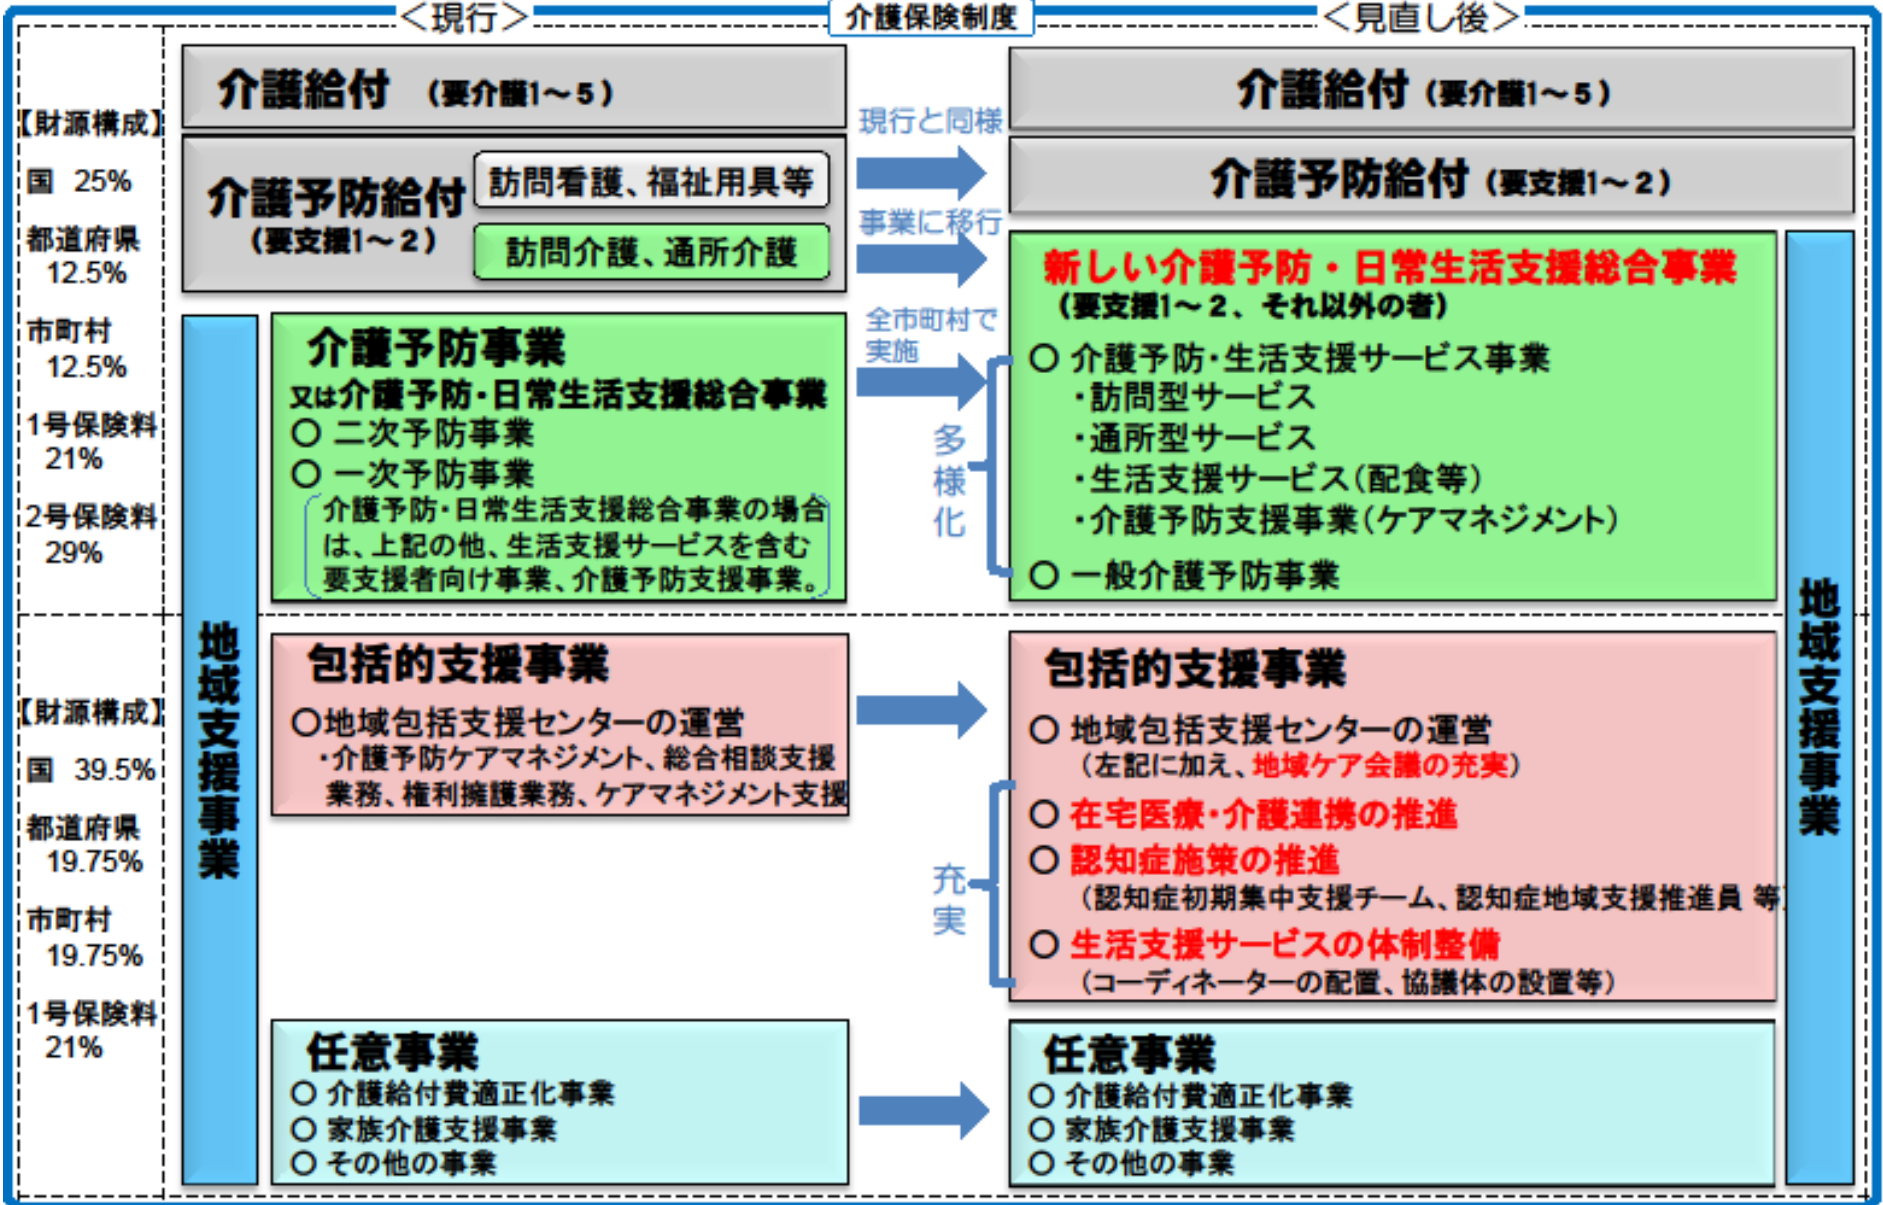 介護保険制度
＜現行＞
＜見直し後＞
【財源構成】
国 25%
都道府県
12.5%
市町村
12.5%
1号保険料
21%
2号保険料
29%
【財源構成】
国 39.5%
都道府県
19.75%
市町村
19.75%
1号保険料
21%
介護給付 （要介護1～5）
介護予防給付
（要支援1～2）
訪問看護、福祉用具等
訪問介護、通所介護
地域支援事業
介護予防事業
又は介護予防・日常生活支援総合事業
○ 二次予防事業
○ 一次予防事業
介護予防・日常生活支援総合事業の場合
は、上記の他、生活支援サービスを含む
要支援者向け事業、介護予防支援事業。
包括的支援事業
○地域包括支援センターの運営
・介護予防ケアマネジメント、総合相談支援
業務、権利擁護業務、ケアマネジメント支援
任意事業
○ 介護給付費適正化事業
○ 家族介護支援事業
○ その他の事業
現行と同様
事業に移行
全市町村で
実施
多様化
充実
介護給付（要介護1～5）
介護予防給付（要支援1～2）
新しい介護予防・日常生活支援総合事業
（要支援1～2、それ以外の者）
○ 介護予防・生活支援サービス事業
・訪問型サービス
・通所型サービス
・生活支援サービス（配食等）
・介護予防支援事業（ケアマネジメント）
○ 一般介護予防事業
包括的支援事業
○ 地域包括支援センターの運営
（左記に加え、地域ケア会議の充実）
○ 在宅医療・介護連携の推進
○ 認知症施策の推進
（認知症初期集中支援チーム、認知症地域支援推進員 等）
○ 生活支援サービスの体制整備
（コーディネーターの配置、協議体の設置等）
任意事業
○ 介護給付費適正化事業
○ 家族介護支援事業
○ その他の事業
地域支援事業